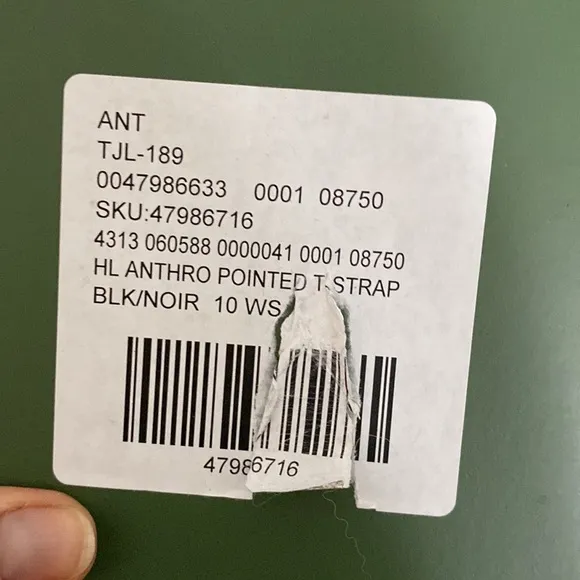 ANT
TJL-189
0047986633 0001 08750
SKU:47986716
4313 060588 0000041 0001 08750
HL ANTHRO POINTED T-STRAP
BLK/NOIR 10 WS
47986716